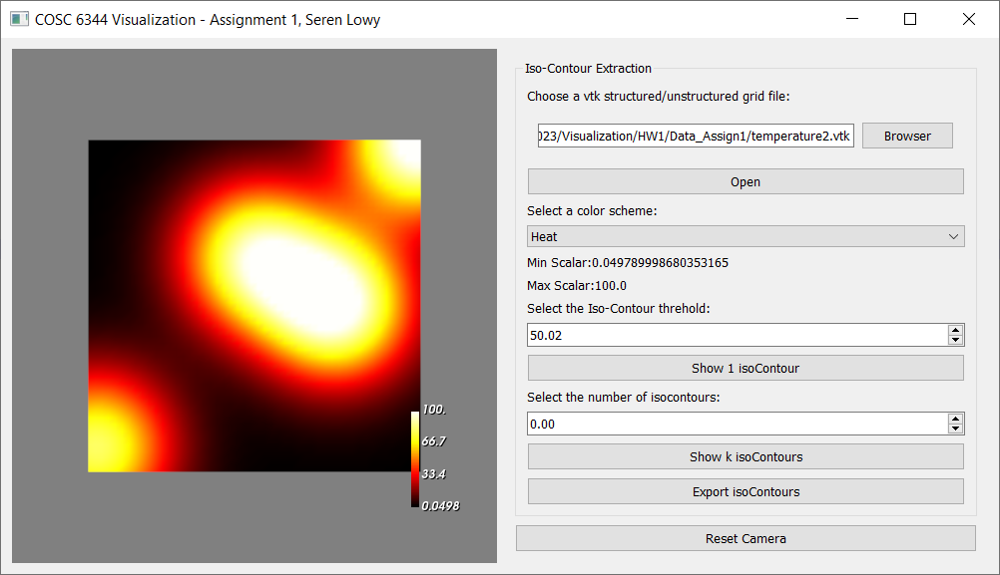 COSC 6344 Visualization - Assignment 1, Seren Lowy
Iso-Contour Extraction
Choose a vtk structured/unstructured grid file:
023/Visualization/HW1/Data_Assign1/temperature2.vtk
Browser
Open
Select a color scheme:
Heat
Min Scalar:0.049789998680353165
Max Scalar:100.0
Select the Iso-Contour threhold:
50.02
Show 1 isoContour
Select the number of isocontours:
0.00
Show k isoContours
Export isoContours
Reset Camera
100.
66.7
33.4
0.0498